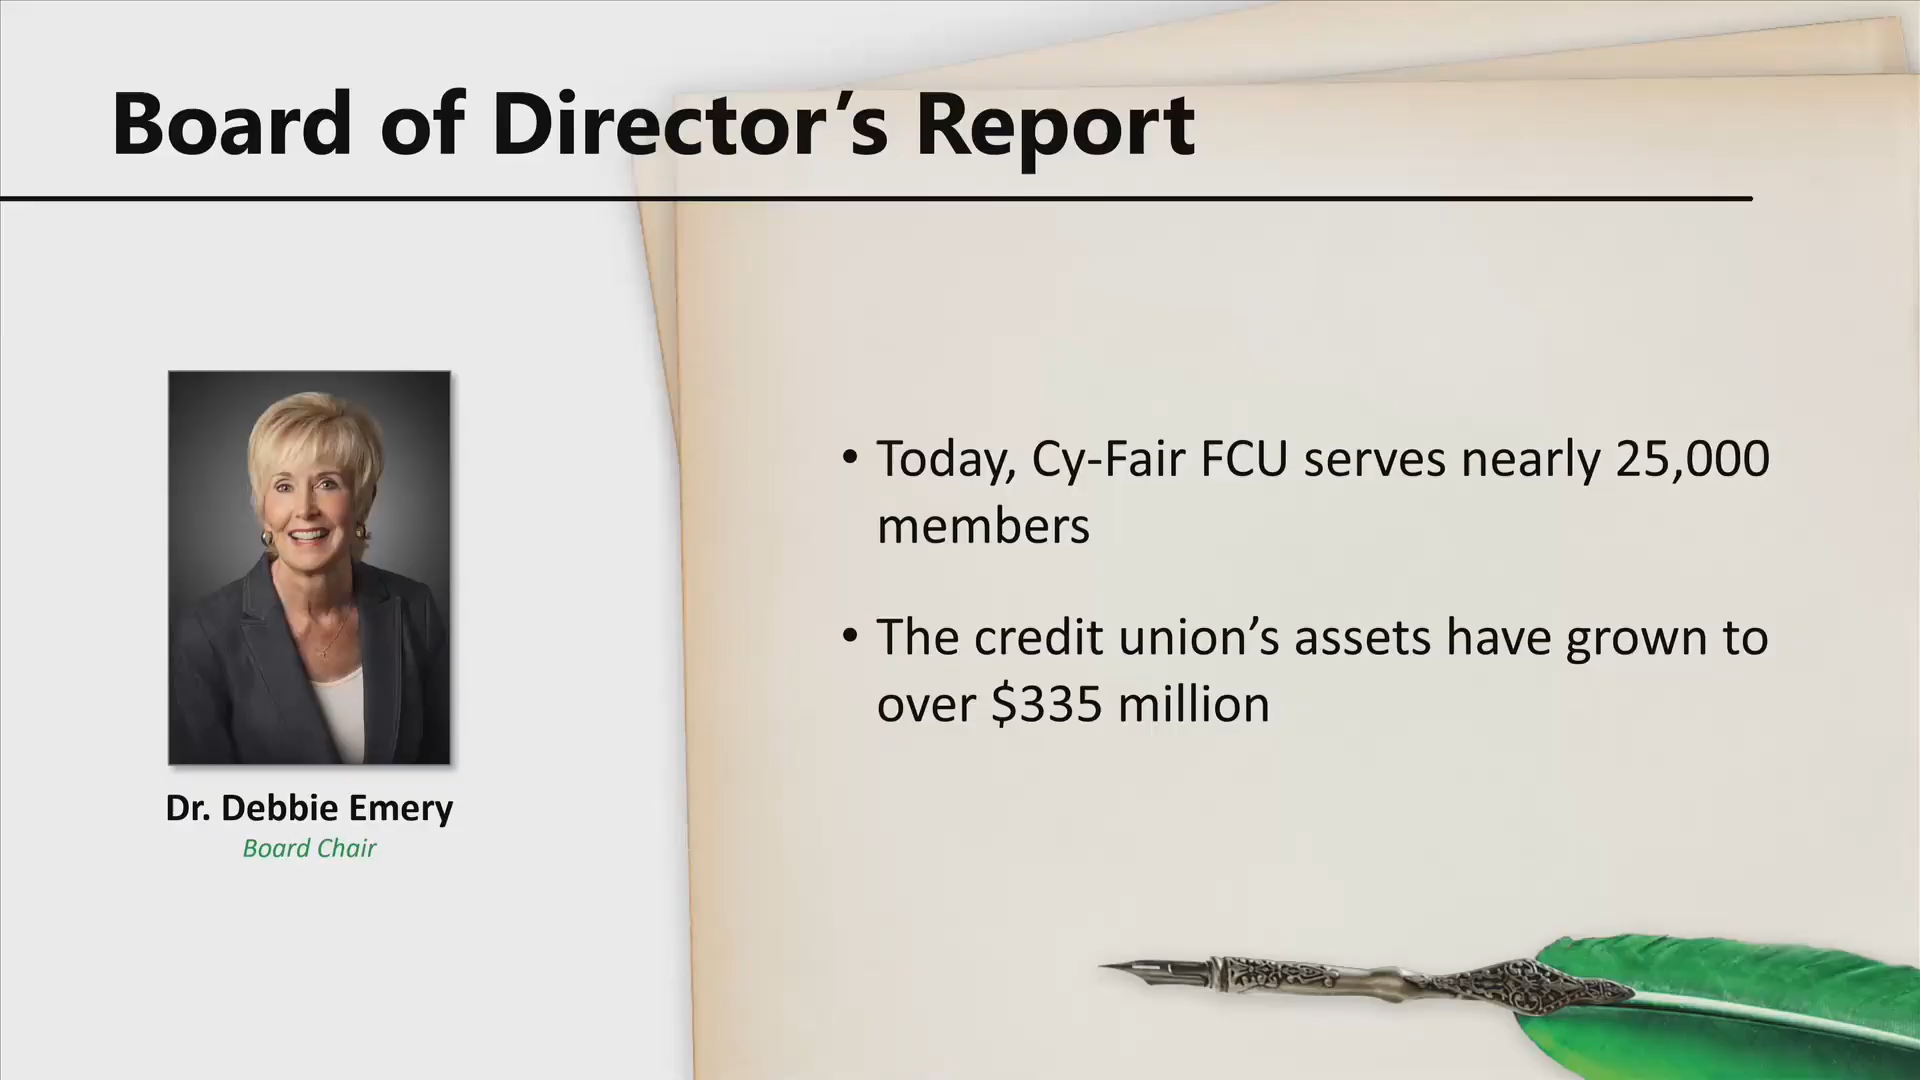 Board of Director’s Report
Dr. Debbie Emery
Board Chair
• Today, Cy-Fair FCU serves nearly 25,000
members
• The credit union’s assets have grown to
over $335 million